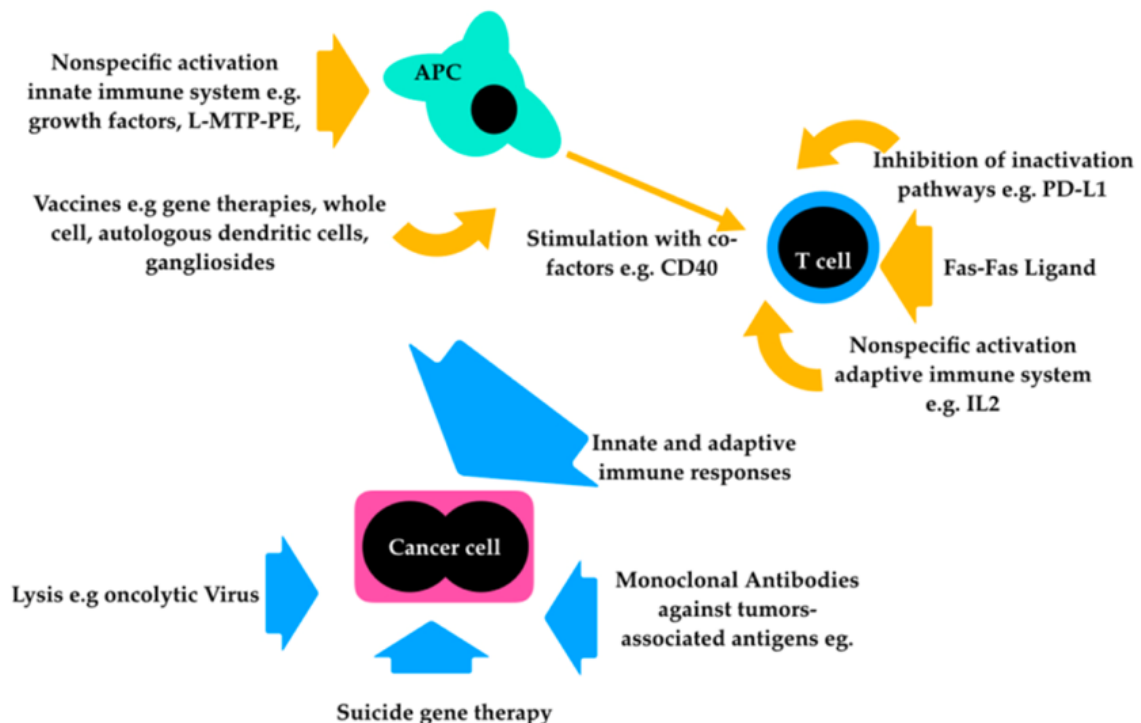 Nonspecific activation
innate immune system e.g.
growth factors, L-MTP-PE,
APC
Vaccines e.g gene therapies, whole
cell, autologous dendritic cells,
gangliosides
Stimulation with co-
factors e.g. CD40
Inhibition of inactivation
pathways e.g. PD-L1
T cell
Fas-Fas Ligand
Nonspecific activation
adaptive immune system
e.g. IL2
Innate and adaptive
immune responses
Cancer cell
Lysis e.g oncolytic Virus
Monoclonal Antibodies
against tumors-
associated antigens eg.
Suicide gene therapy